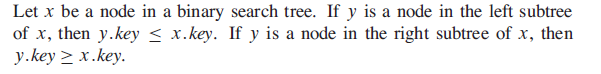 Let x be a node in a binary search tree. If y is a node in the left subtree
of x, then y.key ≤ x.key. If y is a node in the right subtree of x, then
y.key ≥ x.key.